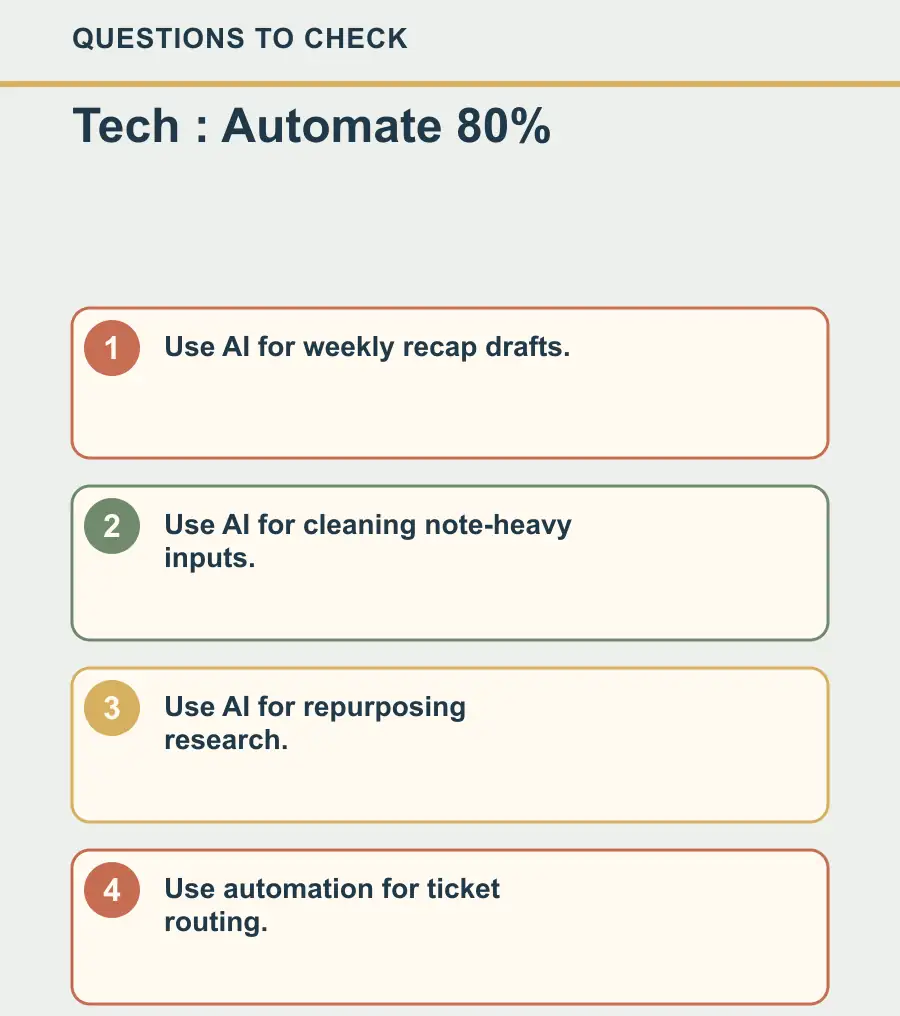 QUESTIONS TO CHECK
Tech : Automate 80%
1
Use AI for weekly recap drafts.
2
Use AI for cleaning note-heavy
inputs.
3
Use AI for repurposing
research.
4
Use automation for ticket
routing.